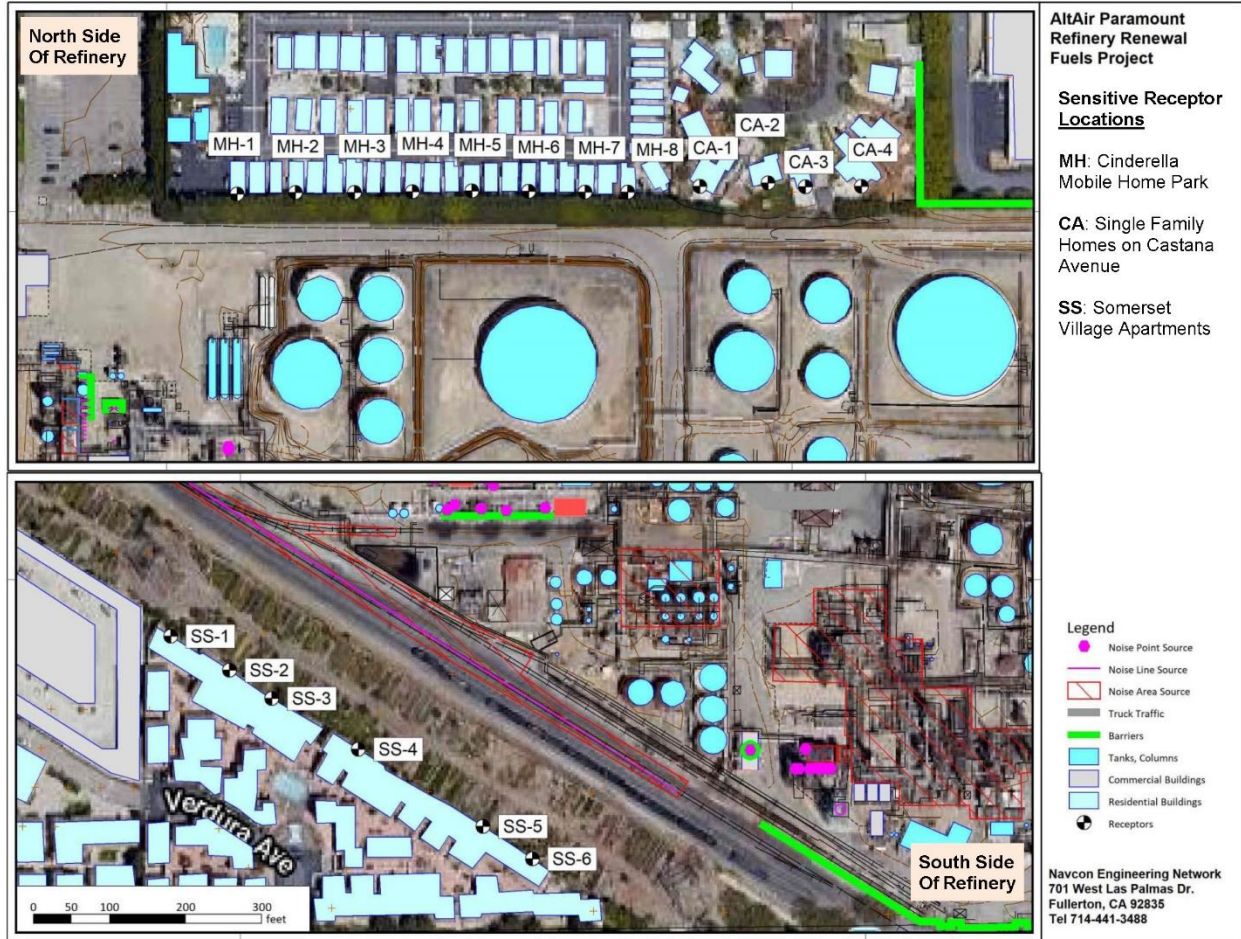 North Side
Of Refinery
MH-1
MH-2
MH-3
MH-4
MH-5
MH-6
MH-7
MH-8
CA-1
CA-2
CA-3
CA-4
AltAir Paramount
Refinery Renewal
Fuels Project
Sensitive Receptor
Locations
MH: Cinderella
Mobile Home Park
CA: Single Family
Homes on Castana
Avenue
SS: Somerset
Village Apartments
SS-1
SS-2
SS-3
SS-4
SS-5
SS-6
Verdura Ave
South Side
Of Refinery
0 50 100 200 300
feet
Legend
Noise Point Source
Noise Line Source
Noise Area Source
Truck Traffic
Barriers
Tanks, Columns
Commercial Buildings
Residential Buildings
Receptors
Navcon Engineering Network
701 West Las Palmas Dr.
Fullerton, CA 92835
Tel 714-441-3488